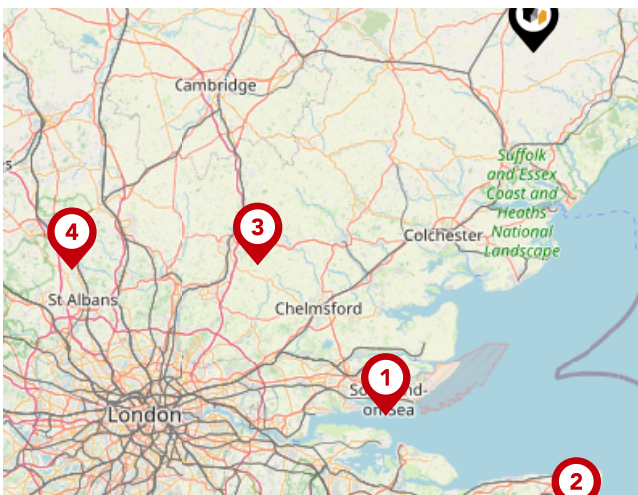 Cambridge
Suffolk
and Essex
Coast and
Heaths
National
Landscape
3
4
Colchester
St Albans
Chelmsford
1
on-Sea
London
2